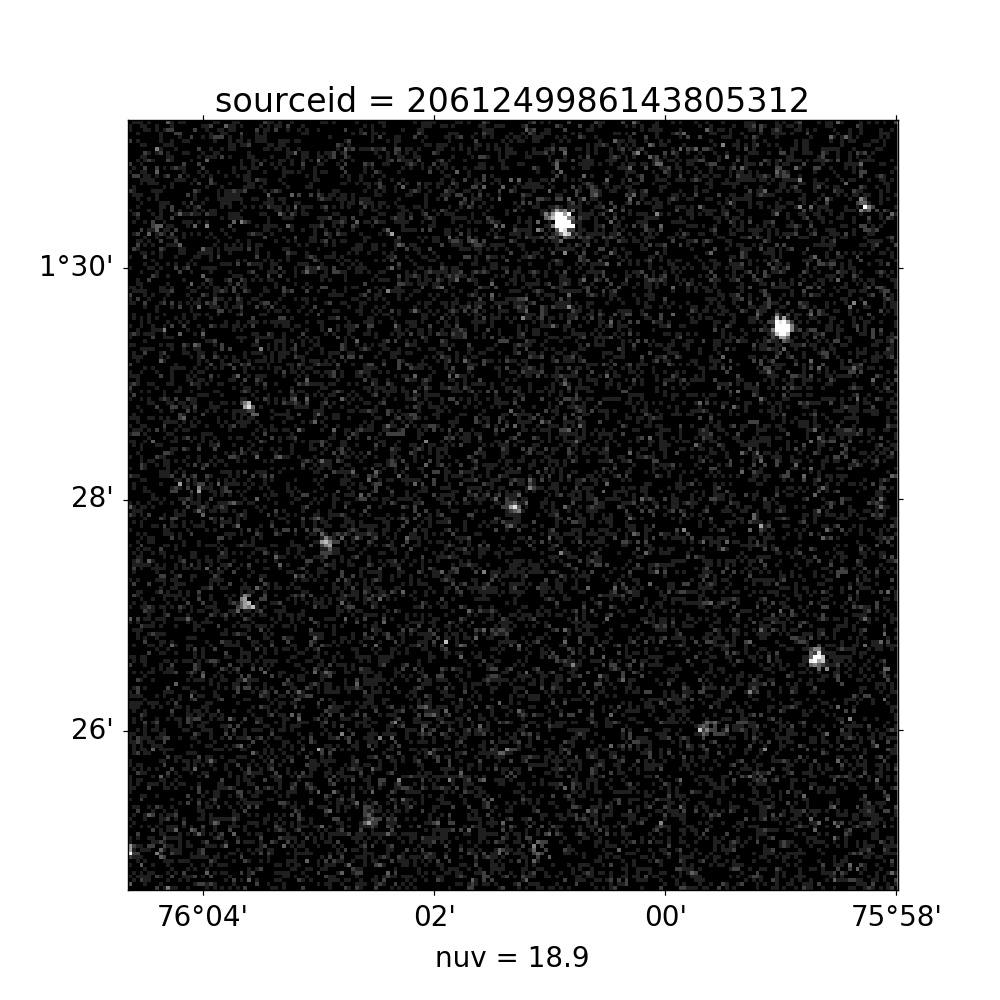 sourceid = 2061249986143805312
1°30'
28'
26'
76°04' 02' 00' 75°58'
nuv = 18.9